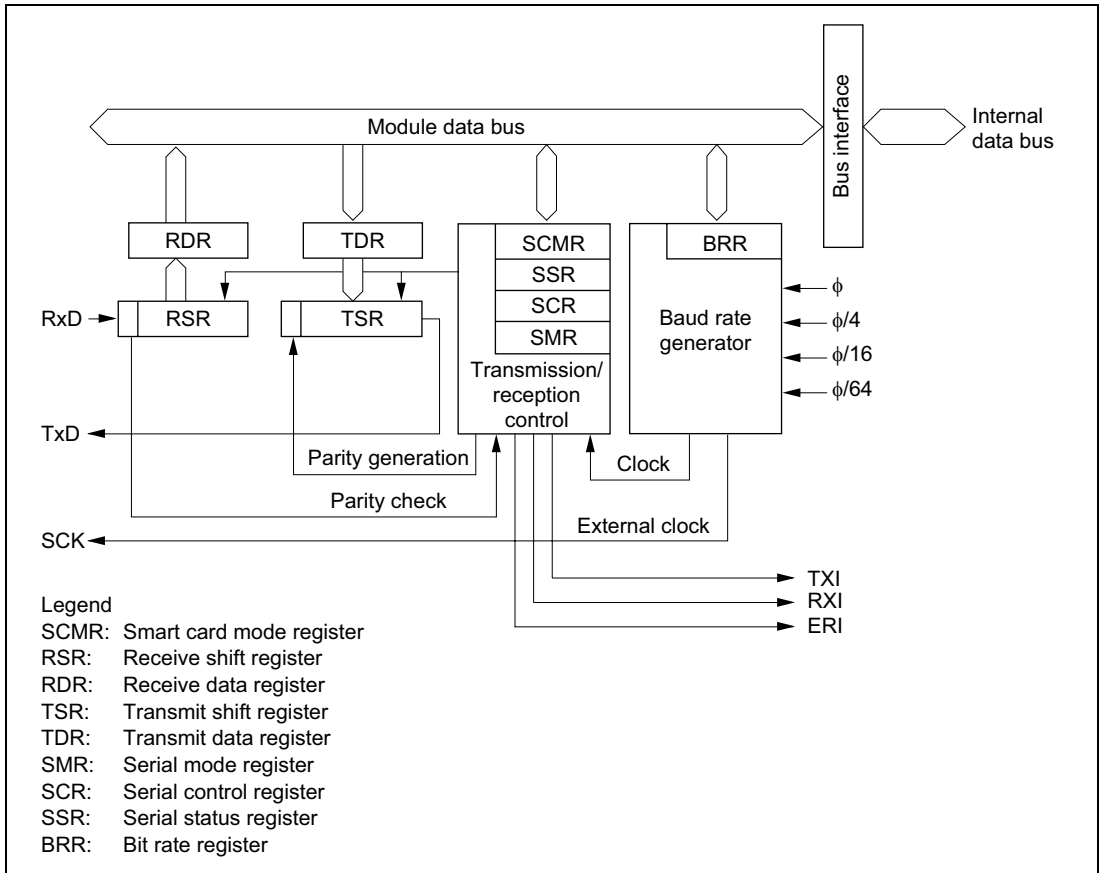 Module data bus
Bus interface
Internal
data bus
RDR
TDR
SCMR
BRR
SSR
ϕ
RxD
RSR
TSR
SCR
Baud rate
generator
ϕ/4
SMR
ϕ/16
Transmission/
reception
control
ϕ/64
TxD
Parity generation
Clock
Parity check
External clock
SCK
TXI
RXI
ERI
Legend
SCMR: Smart card mode register
RSR: Receive shift register
RDR: Receive data register
TSR: Transmit shift register
TDR: Transmit data register
SMR: Serial mode register
SCR: Serial control register
SSR: Serial status register
BRR: Bit rate register